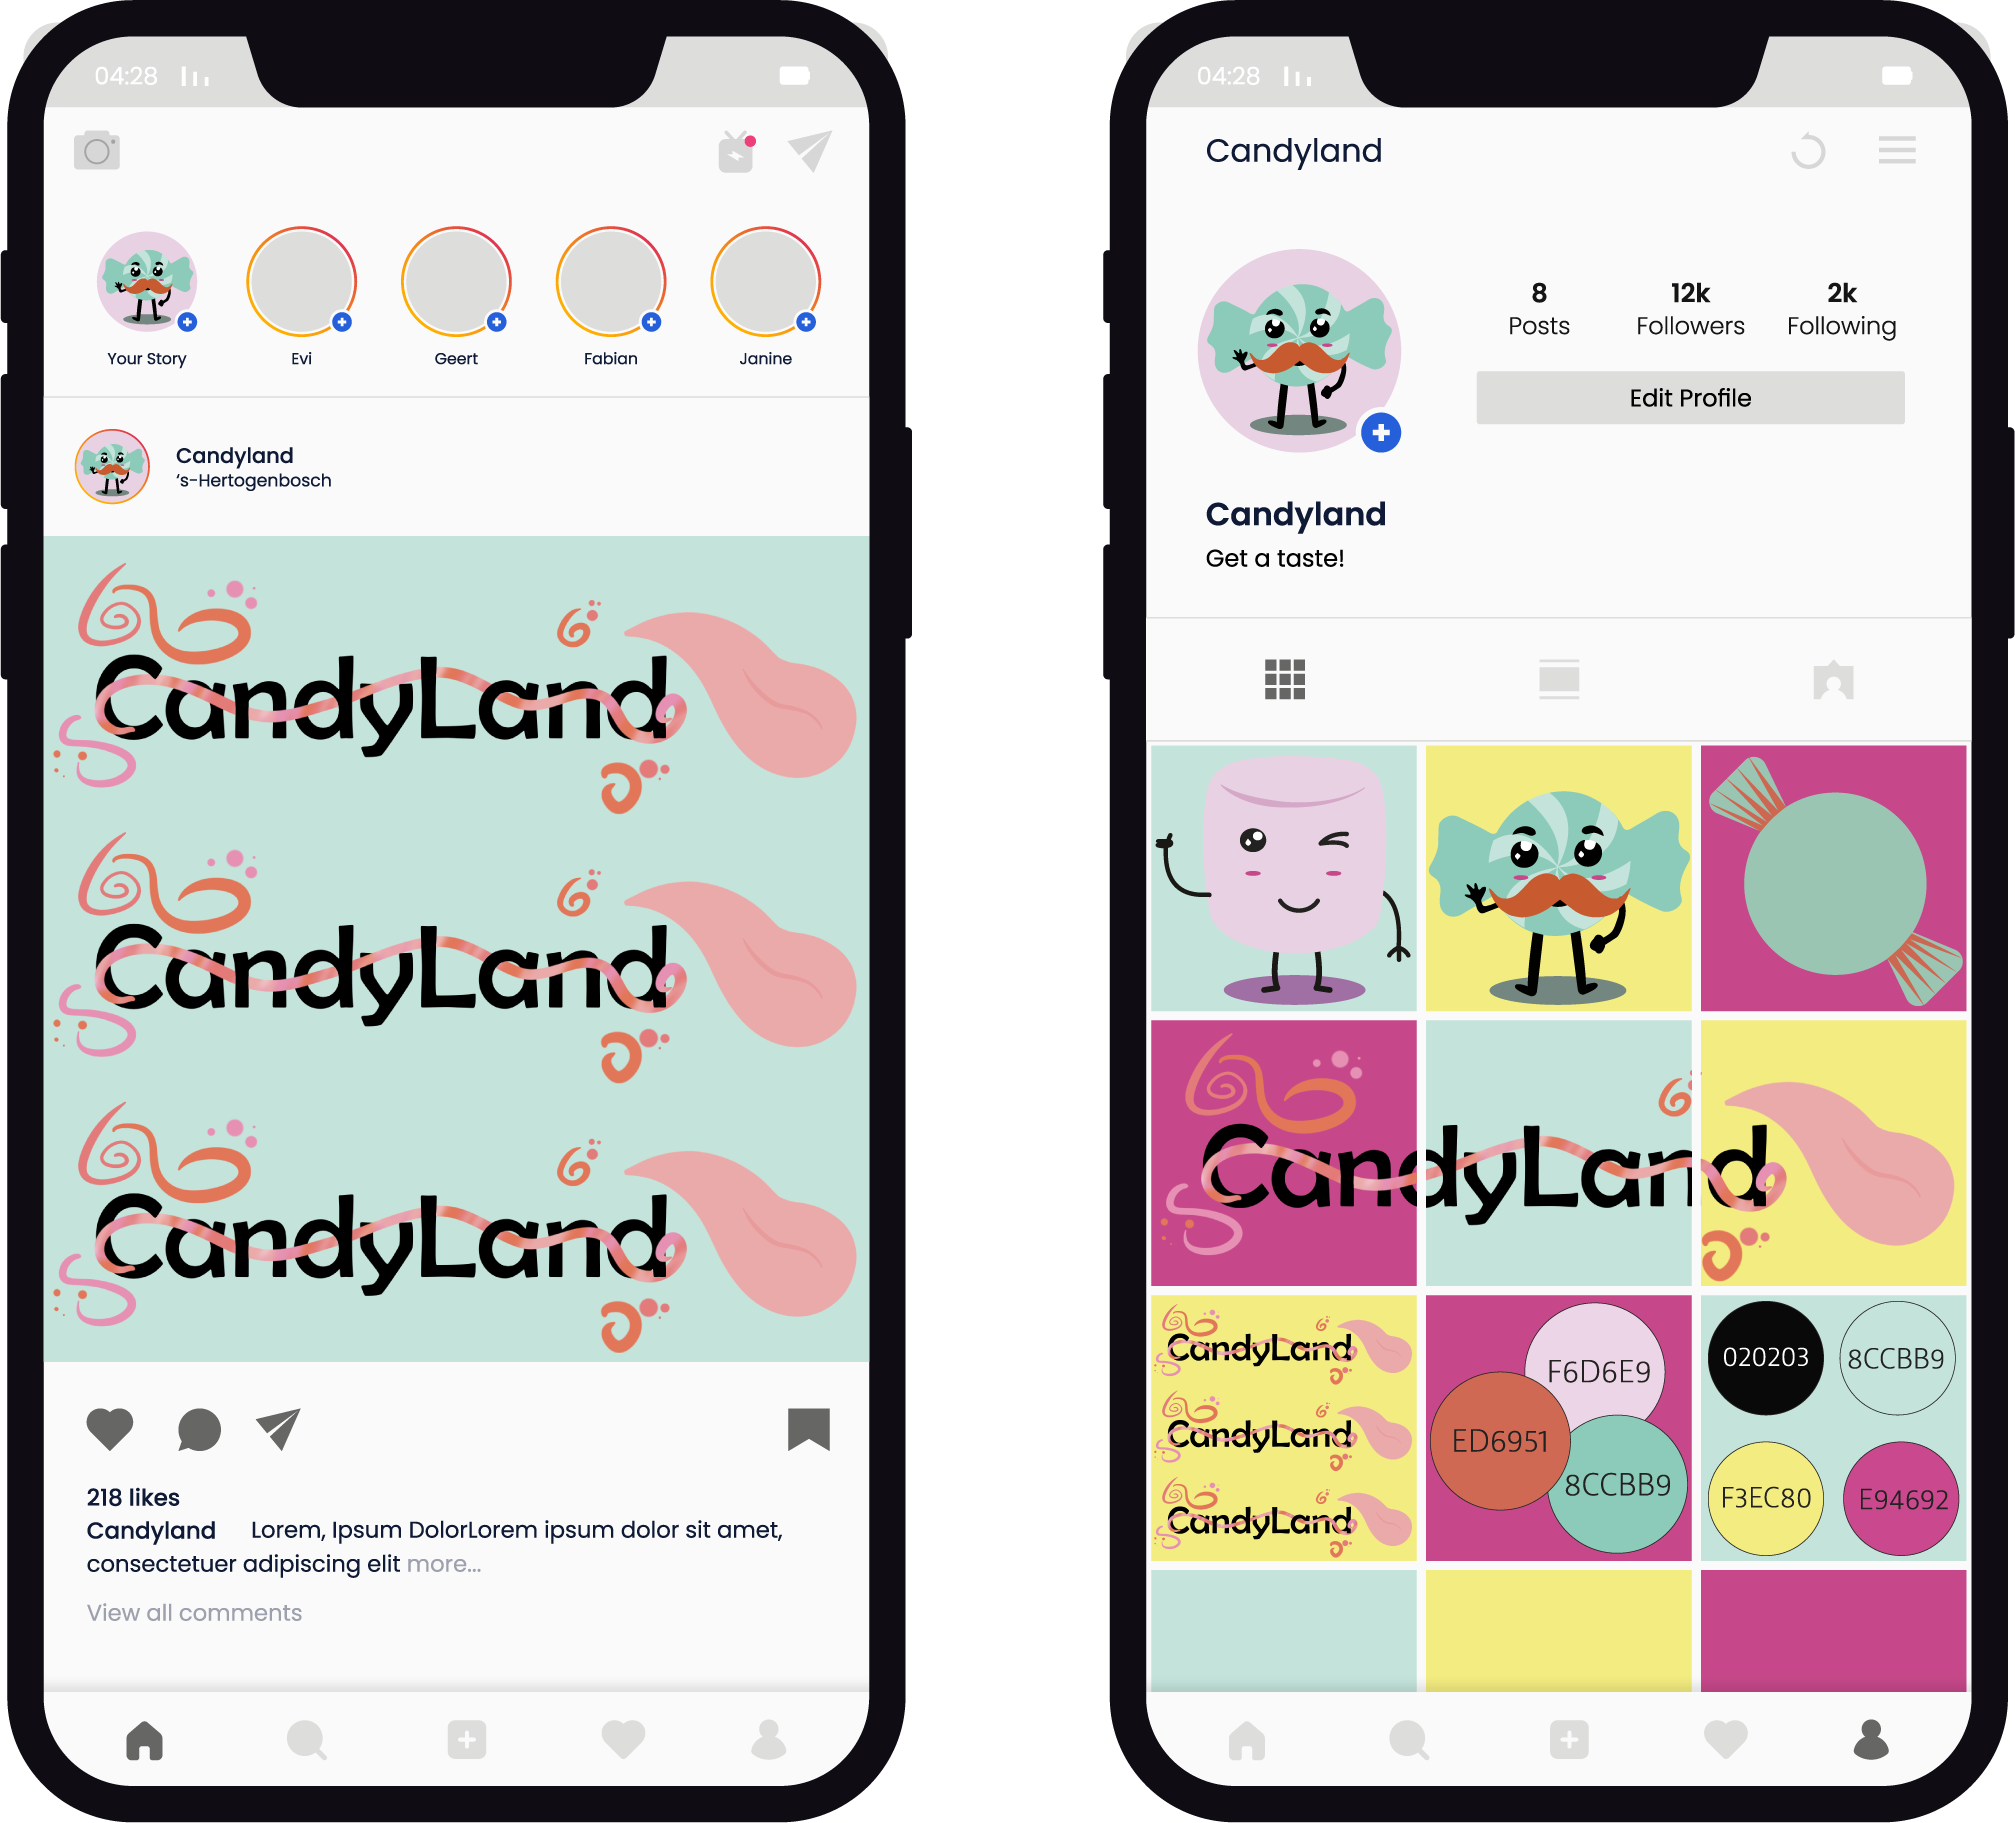 04:28
Your Story
Evi
Geert
Fabian
Janine
Candyland
‘s-Hertogenbosch
CandyLand
CandyLand
CandyLand
218 likes
Candyland Lorem, Ipsum DolorLorem ipsum dolor sit amet,
consectetuer adipiscing elit more...
View all comments
04:28
Candyland
8
Posts
12k
Followers
2k
Following
Edit Profile
Candyland
Get a taste!
CandyLand
CandyLand
CandyLand
CandyLand
F6D6E9
ED6951
8CCBB9
020203
8CCBB9
F3EC80
E94692